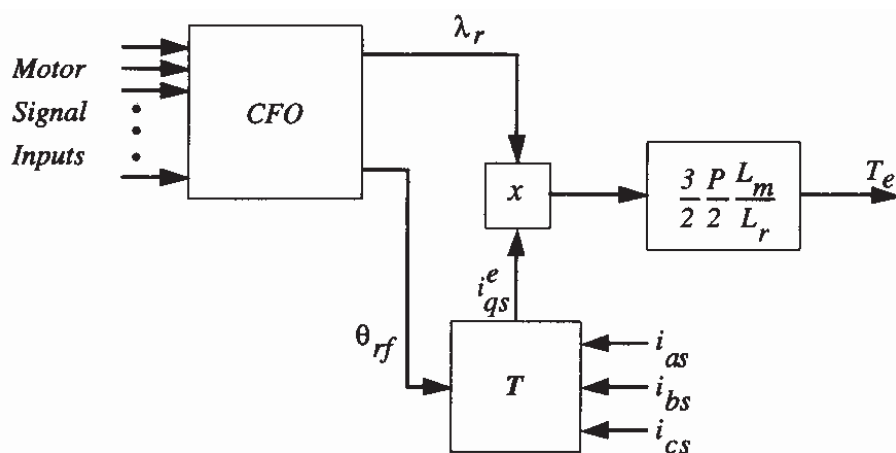 λr
Motor
Signal
Inputs
CFO
x
3/2 P/2 Lm/Lr
Te
i^e_qs
θrf
T
ias
ibs
ics